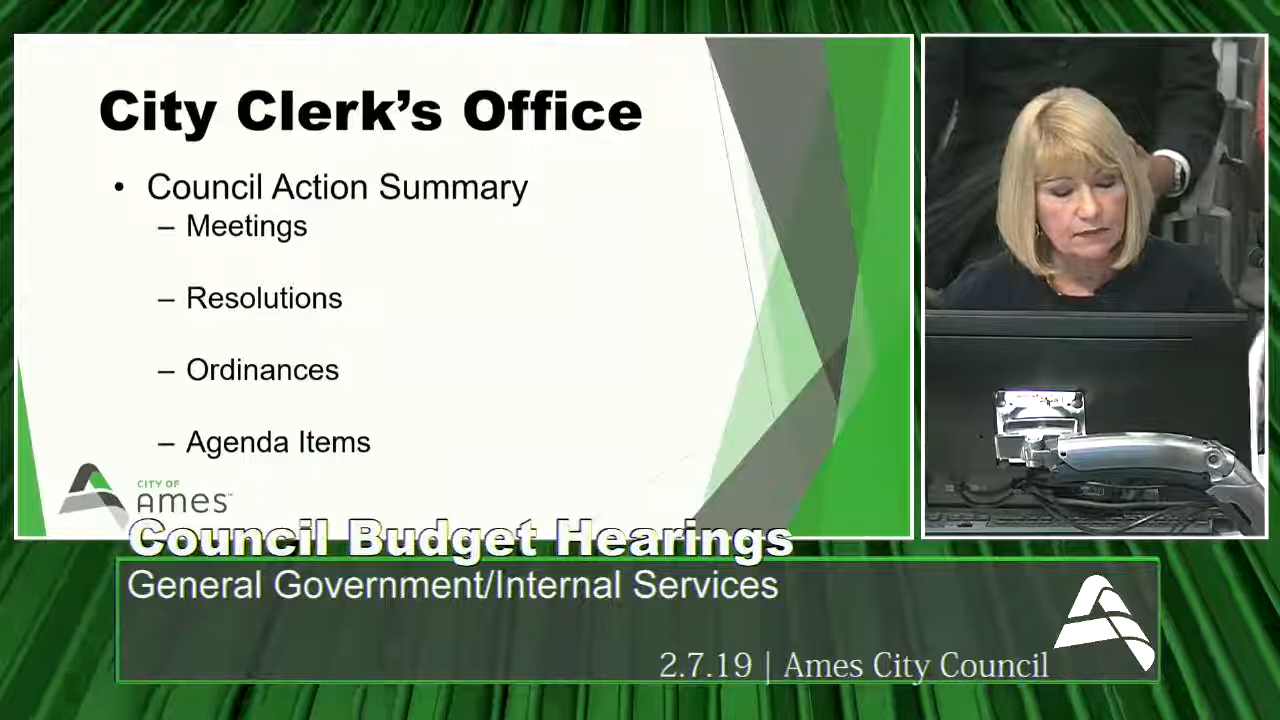 City Clerk's Office
• Council Action Summary
– Meetings
– Resolutions
– Ordinances
– Agenda Items
CITY OF
AMES™
Council Budget Hearings
General Government/Internal Services
2.7.19 | Ames City Council